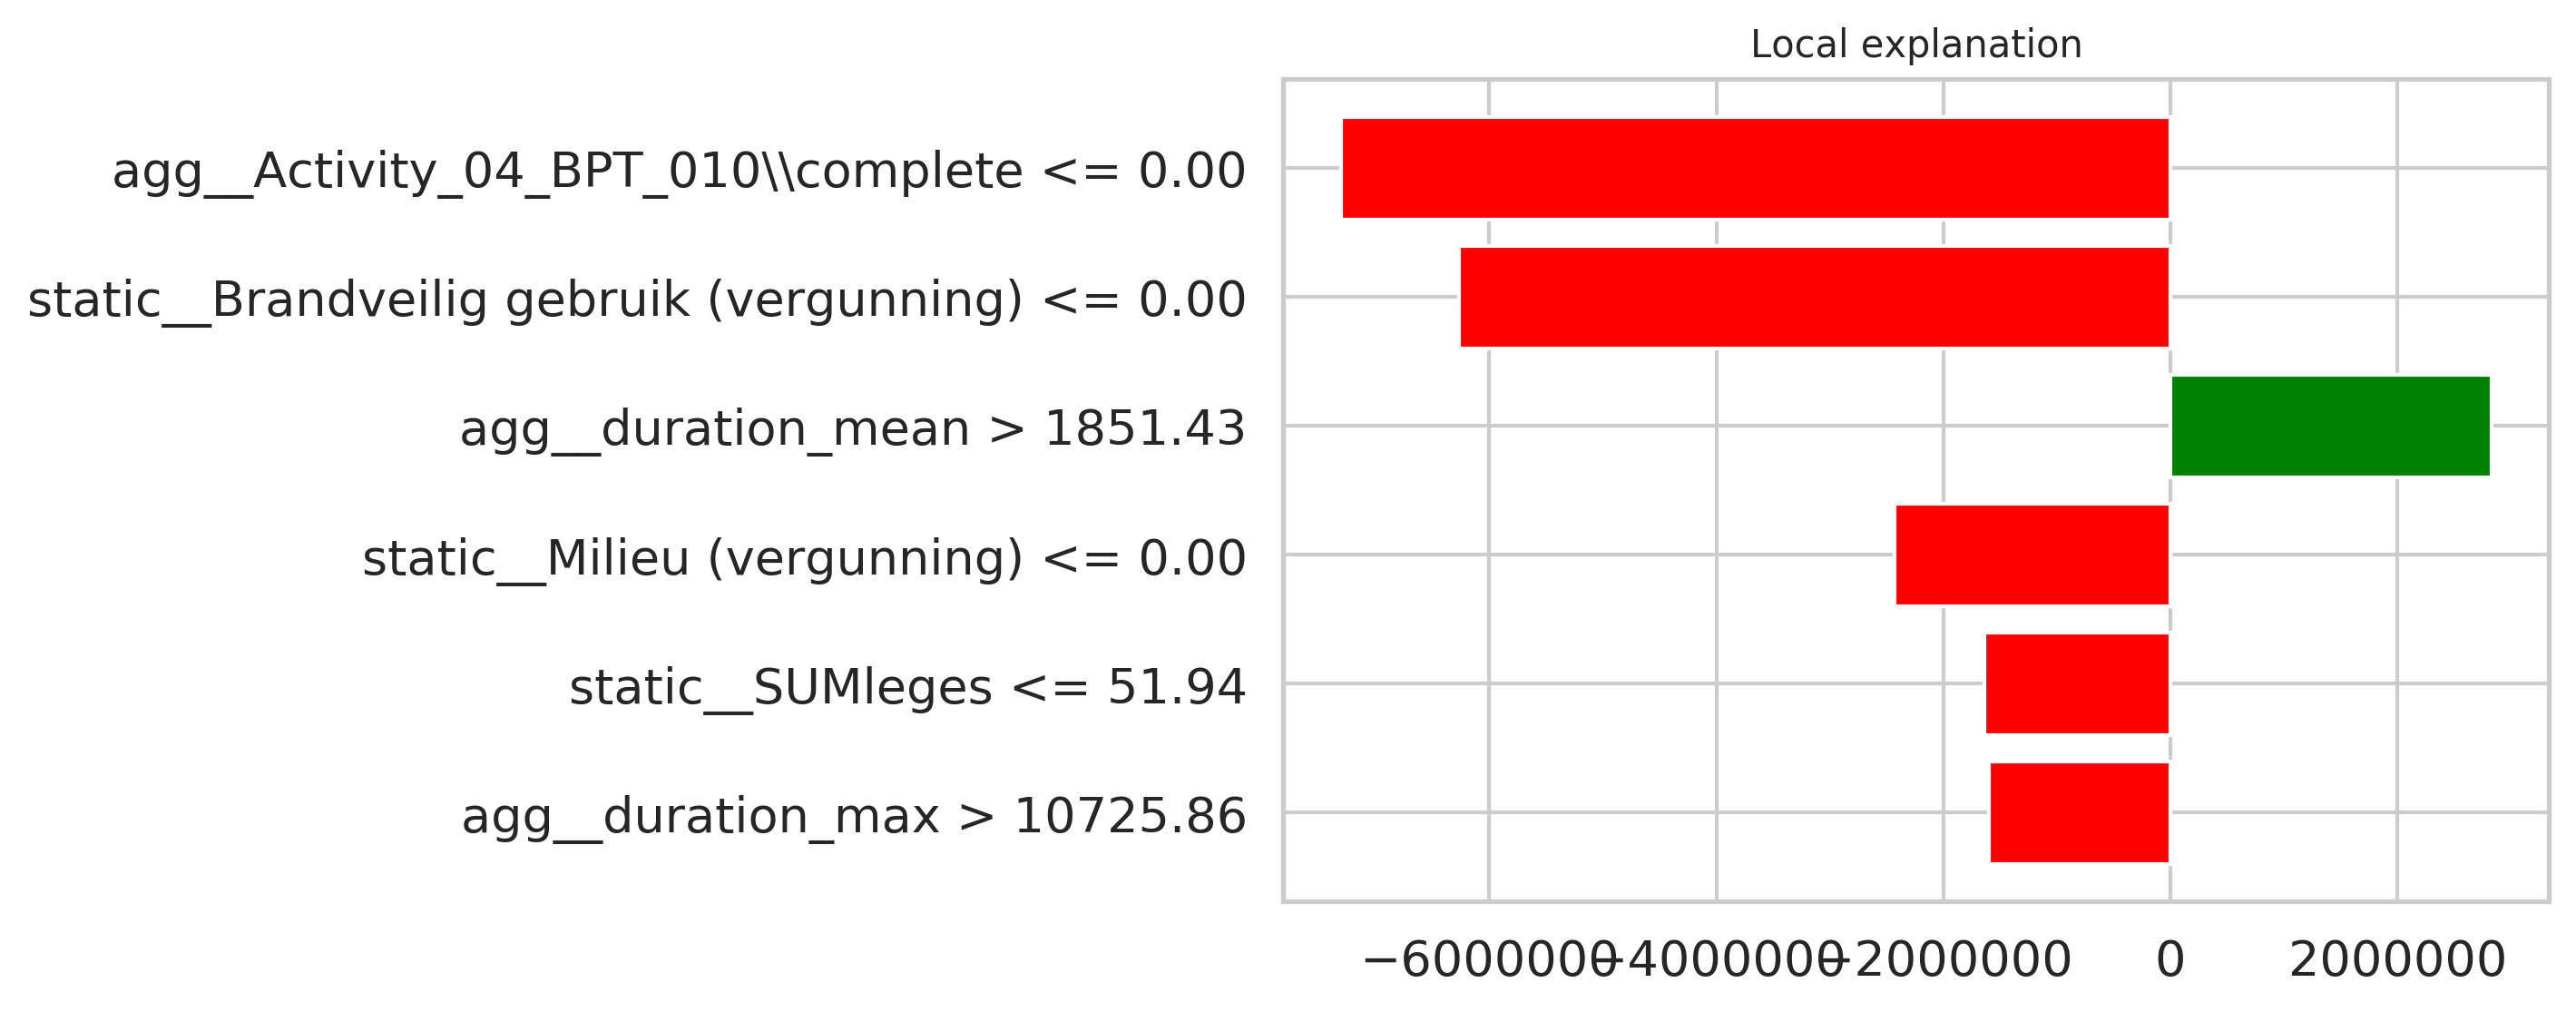 Local explanation
agg__Activity_04_BPT_010\\complete <= 0.00
static__Brandveilig gebruik (vergunning) <= 0.00
agg__duration_mean > 1851.43
static__Milieu (vergunning) <= 0.00
static__SUMleges <= 51.94
agg__duration_max > 10725.86
−6000000 −4000000 −2000000 0 2000000